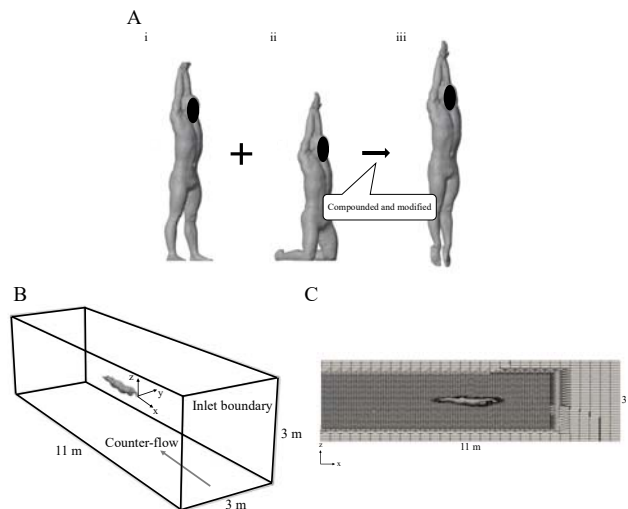 A
i
ii
iii
Compounded and modified
B
C
z
y
x
Inlet boundary
3 m
11 m
Counter-flow
3 m
3
11 m
z
x